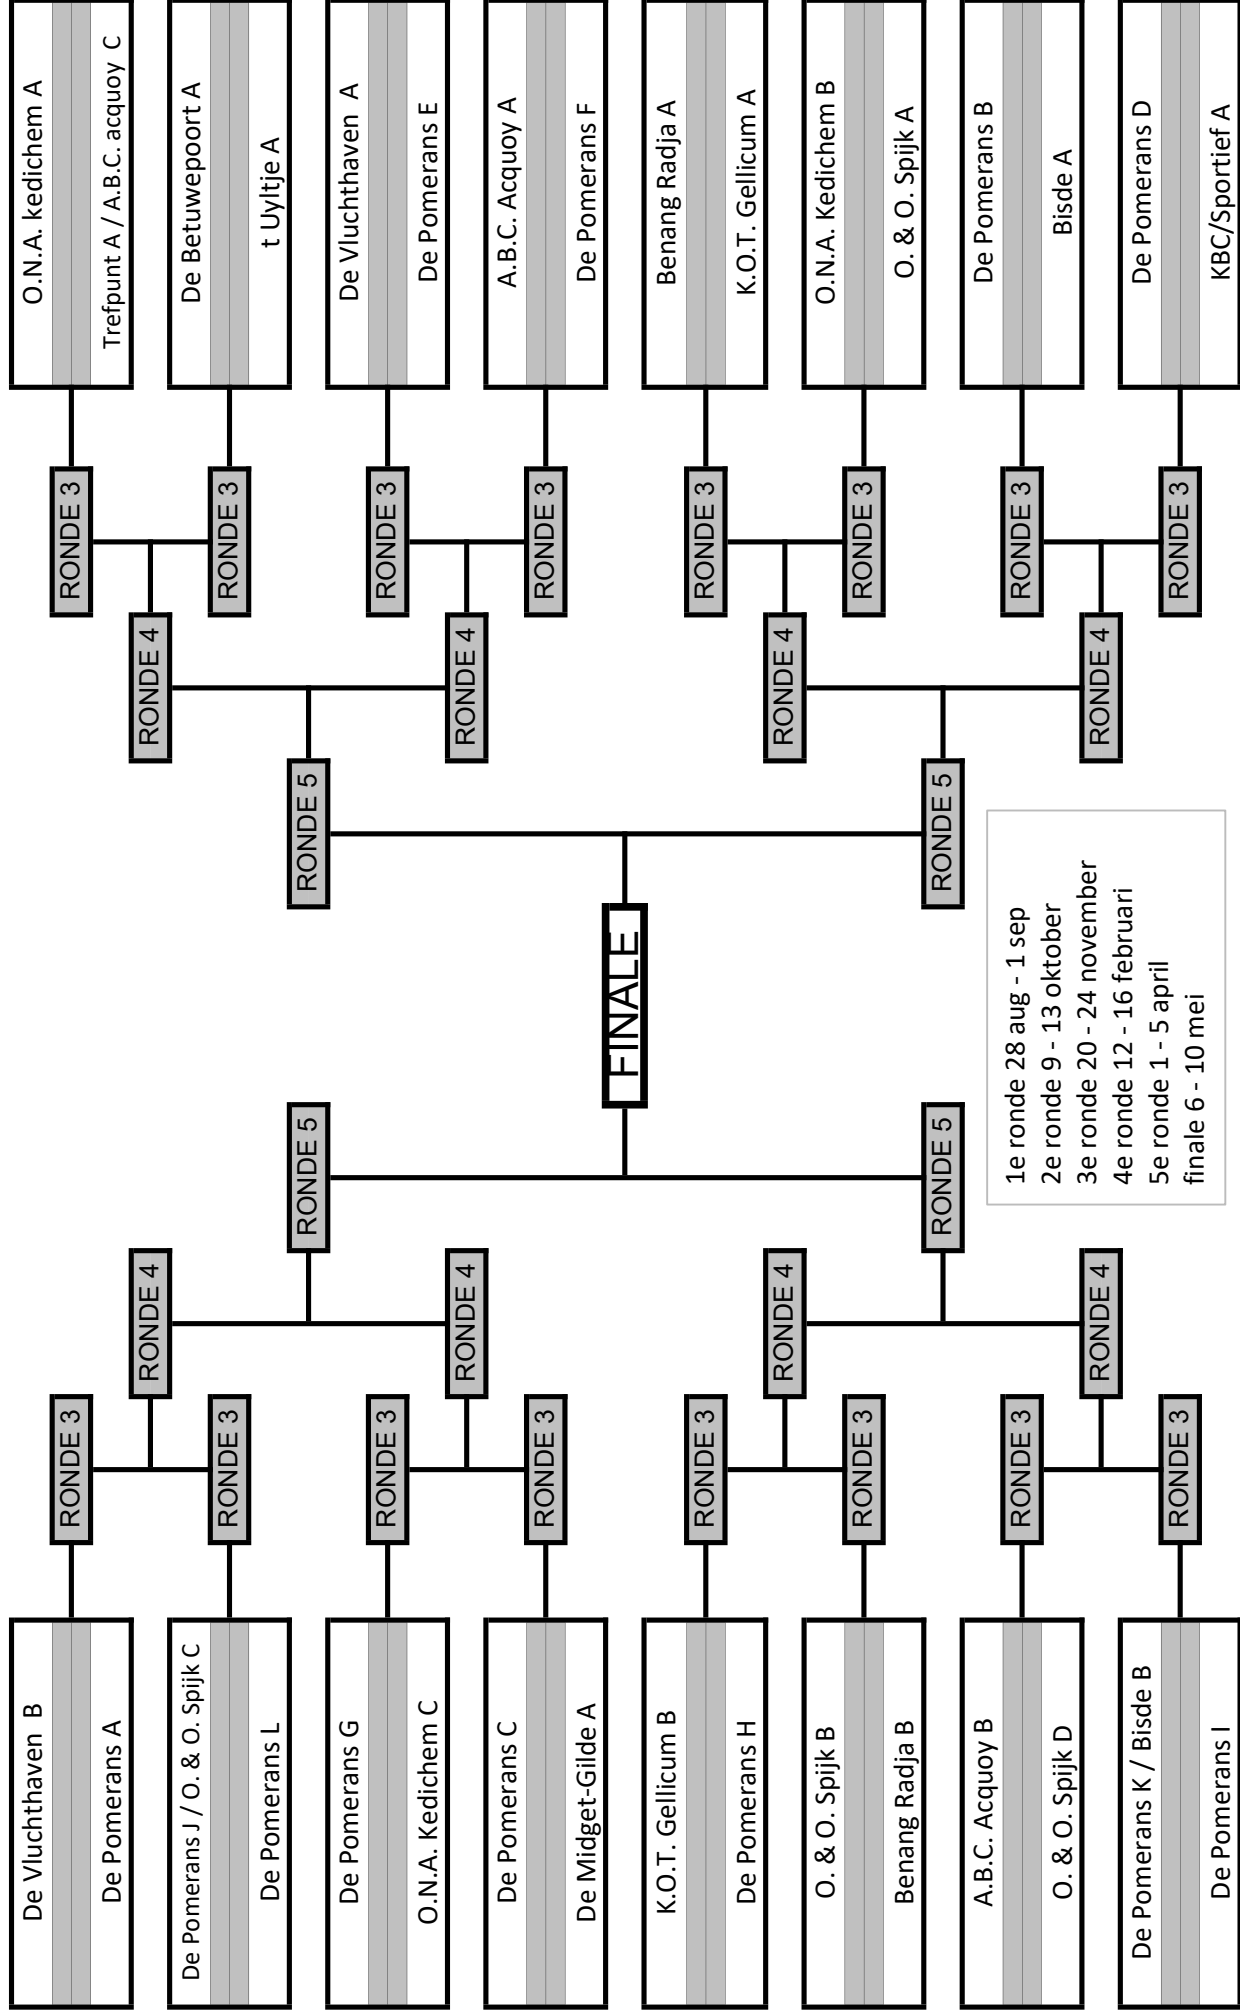 De Vluchthaven B
De Pomerans A
De Pomerans J / O. & O. Spijk C
De Pomerans L
De Pomerans G
O.N.A. Kedichem C
De Pomerans C
De Midget-Gilde A
K.O.T. Gellicum B
De Pomerans H
O. & O. Spijk B
Benang Radja B
A.B.C. Acquoy B
O. & O. Spijk D
De Pomerans K / Bisde B
De Pomerans I
RONDE 3
RONDE 3
RONDE 3
RONDE 3
RONDE 3
RONDE 3
RONDE 3
RONDE 3
RONDE 4
RONDE 4
RONDE 4
RONDE 4
RONDE 5
RONDE 5
FINALE
1e ronde 28 aug - 1 sep
2e ronde 9 - 13 oktober
3e ronde 20 - 24 november
4e ronde 12 - 16 februari
5e ronde 1 - 5 april
finale 6 - 10 mei
RONDE 5
RONDE 5
RONDE 4
RONDE 4
RONDE 4
RONDE 4
RONDE 3
RONDE 3
RONDE 3
RONDE 3
RONDE 3
RONDE 3
RONDE 3
RONDE 3
O.N.A. kedichem A
Trefpunt A / A.B.C. acquoy C
De Betuwepoort A
t Uyltje A
De Vluchthaven A
De Pomerans E
A.B.C. Acquoy A
De Pomerans F
Benang Radja A
K.O.T. Gellicum A
O.N.A. Kedichem B
O. & O. Spijk A
De Pomerans B
Bisde A
De Pomerans D
KBC/Sportief A